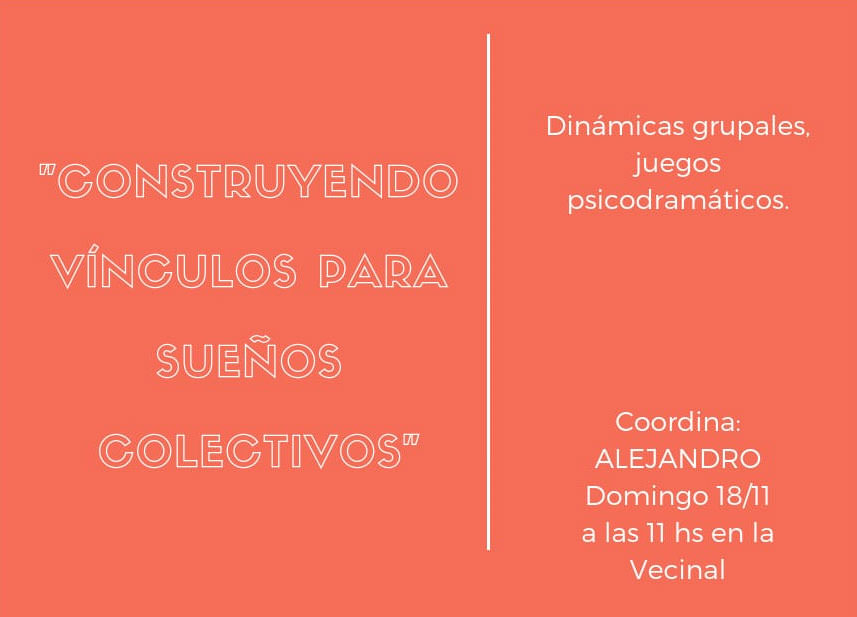 "CONSTRUYENDO
VÍNCULOS PARA
SUEÑOS
COLECTIVOS"
Dinámicas grupales,
juegos
psicodramáticos.
Coordina:
ALEJANDRO
Domingo 18/11
a las 11 hs en la
Vecinal